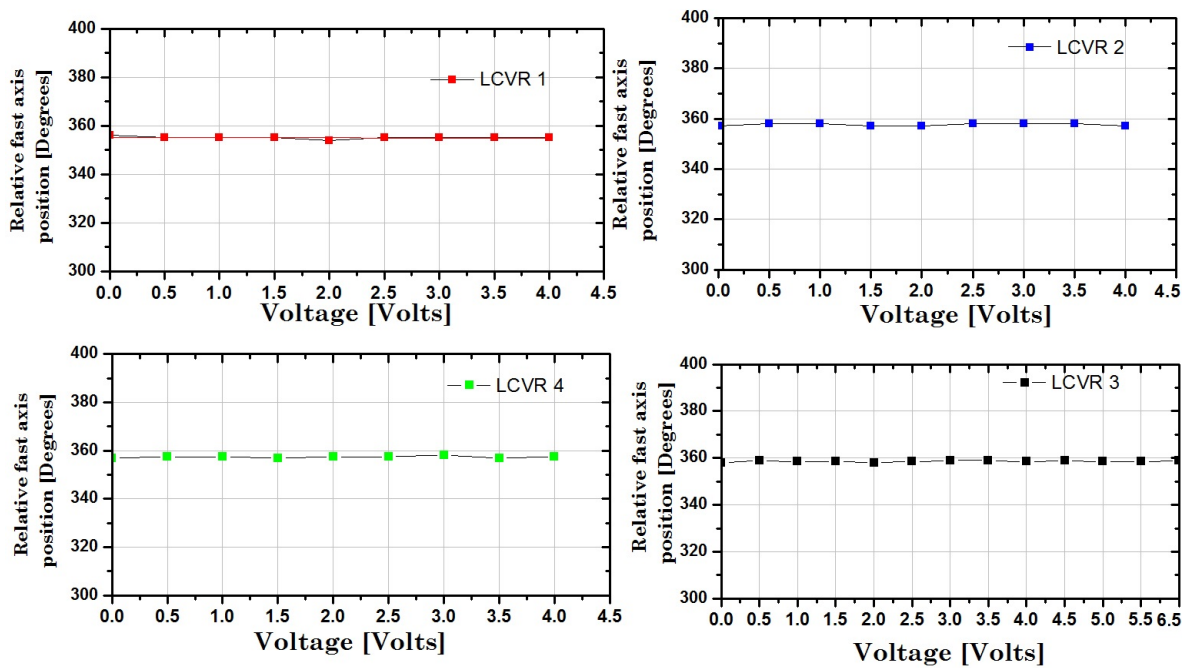 Relative fast axis
position [Degrees]
400
380
360
340
320
300
LCVR 1
0.0 0.5 1.0 1.5 2.0 2.5 3.0 3.5 4.0 4.5
Voltage [Volts]
Relative fast axis
position [Degrees]
400
380
360
340
320
300
LCVR 2
0.0 0.5 1.0 1.5 2.0 2.5 3.0 3.5 4.0 4.5
Voltage [Volts]
Relative fast axis
position [Degrees]
400
380
360
340
320
300
LCVR 4
0.0 0.5 1.0 1.5 2.0 2.5 3.0 3.5 4.0 4.5
Voltage [Volts]
Relative fast axis
position [Degrees]
400
380
360
340
320
300
LCVR 3
0.0 0.5 1.0 1.5 2.0 2.5 3.0 3.5 4.0 4.5 5.0 5.5 6.5
Voltage [Volts]